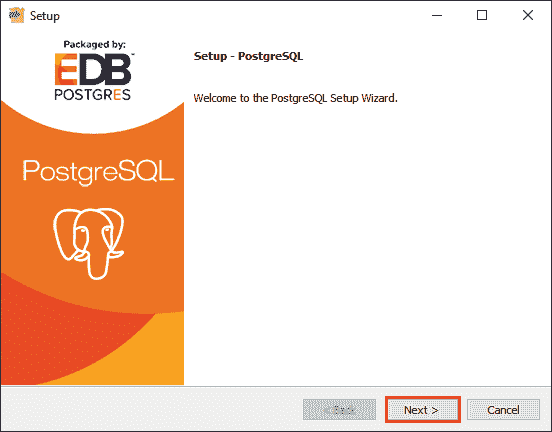 Setup
Packaged by:
EDB
POSTGRES
Setup - PostgreSQL
Welcome to the PostgreSQL Setup Wizard.
PostgreSQL
< Back
Next >
Cancel